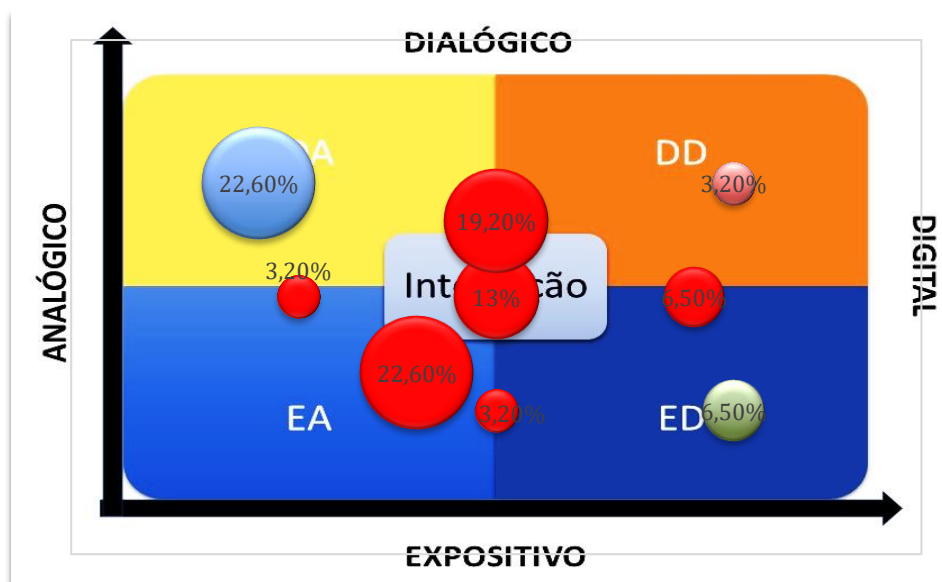 DIALÓGICO
DD
22,60%
3,20%
19,20%
3,20%
ANALÓGICO
DIGITAL
13%
6,50%
22,60%
EA
3,20%
ED
6,50%
EXPOSITIVO